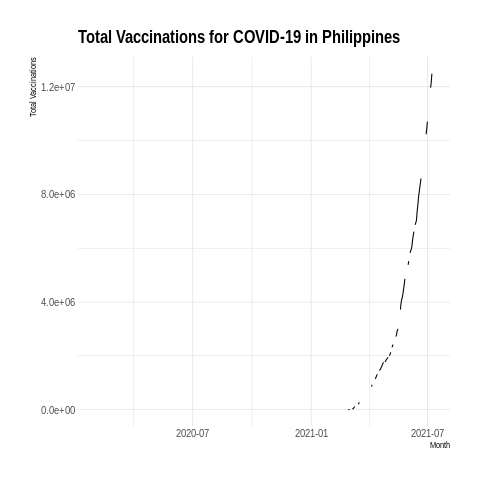 Total Vaccinations for COVID-19 in Philippines
Total Vaccinations
1.2e+07
8.0e+06
4.0e+06
0.0e+00
2020-07
2021-01
2021-07
Month